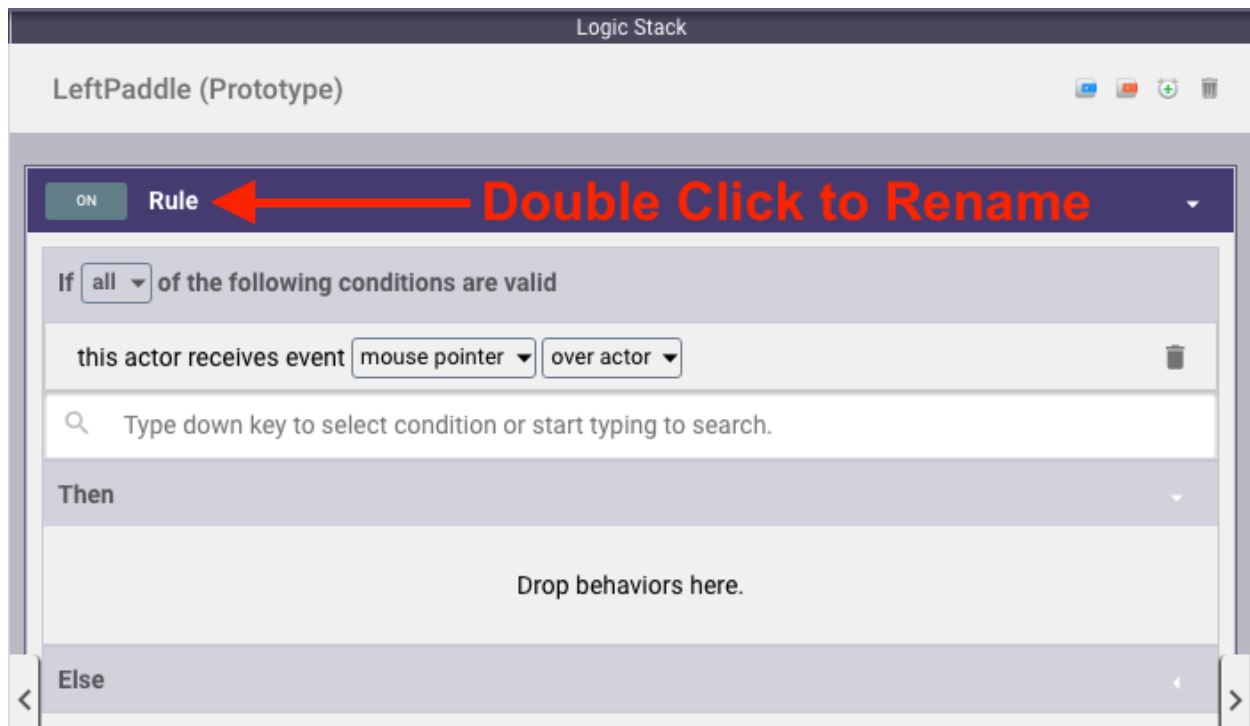 Logic Stack
LeftPaddle (Prototype)
ON Rule Double Click to Rename
If all of the following conditions are valid
this actor receives event mouse pointer over actor
Type down key to select condition or start typing to search.
Then
Drop behaviors here.
Else